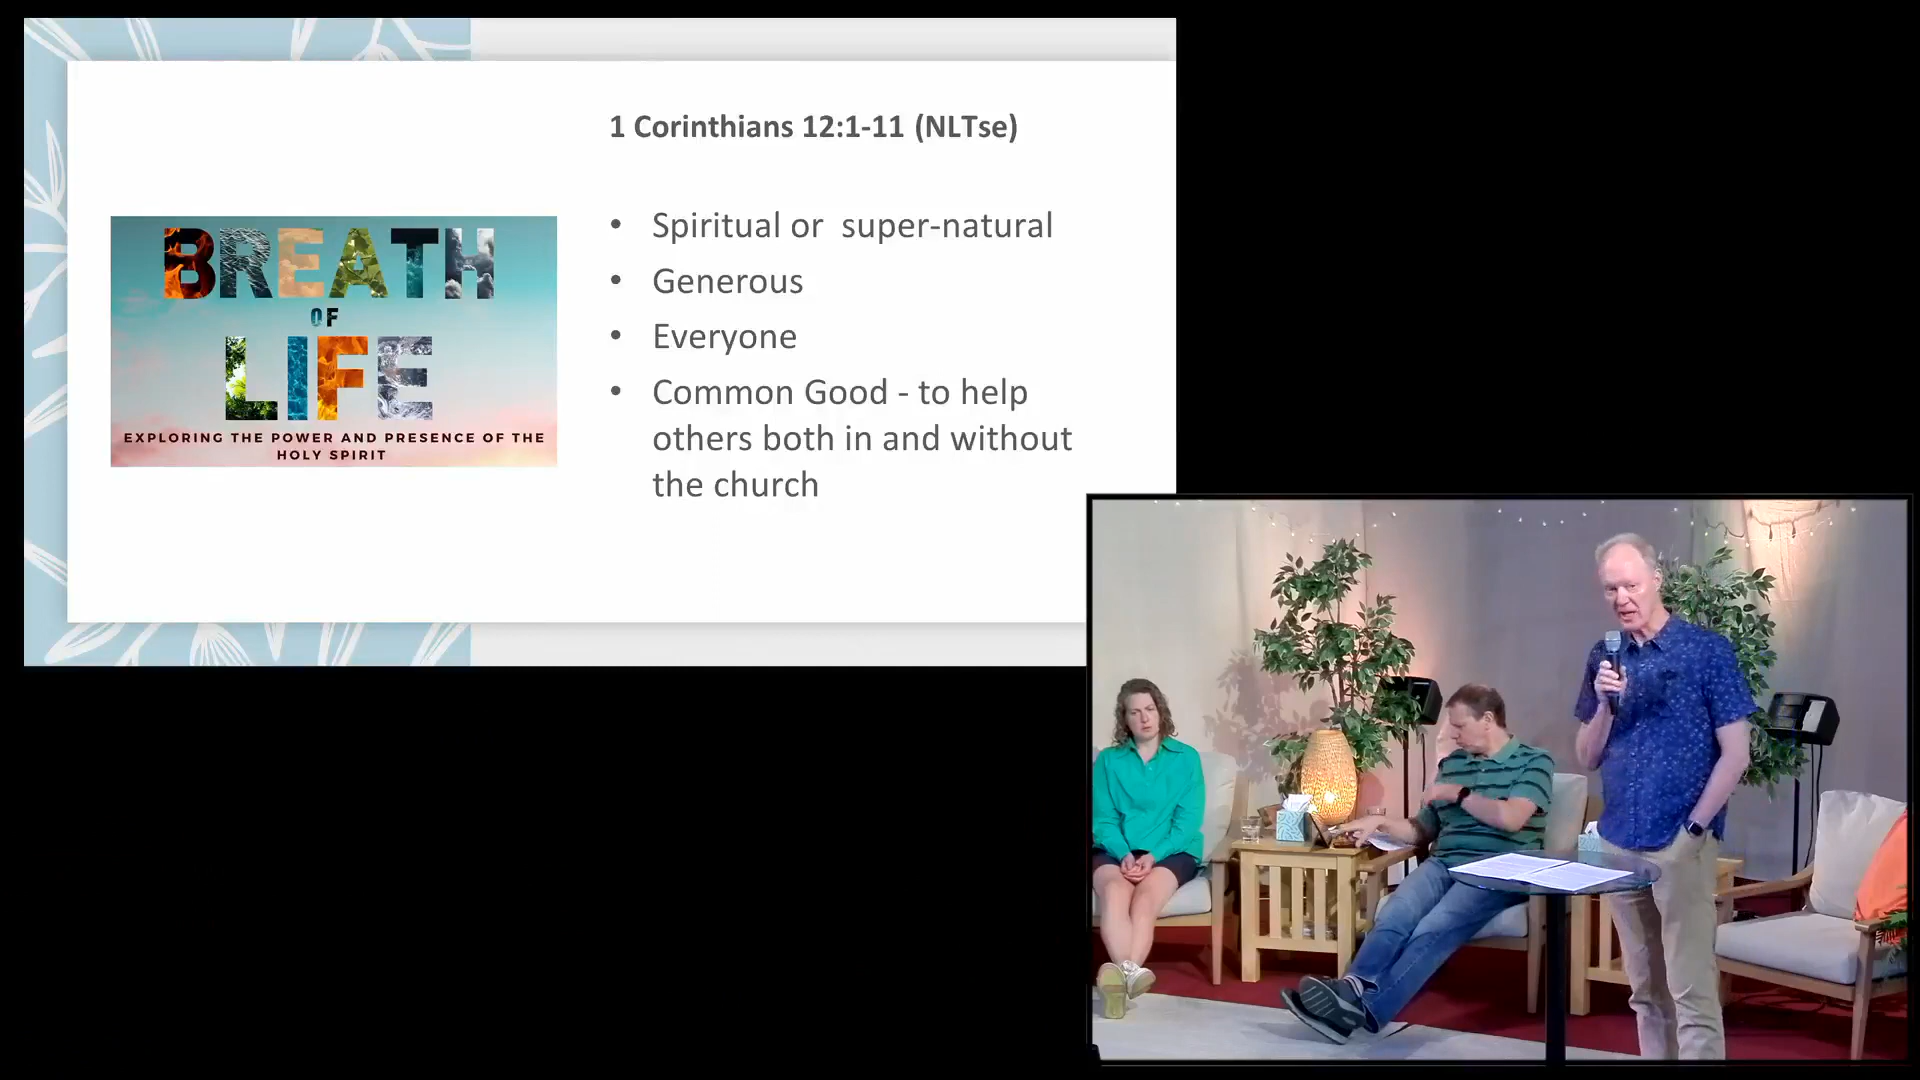 1 Corinthians 12:1-11 (NLTse)
BREATH
OF
LIFE
EXPLORING THE POWER AND PRESENCE OF THE
HOLY SPIRIT
• Spiritual or  super-natural
• Generous
• Everyone
• Common Good - to help
others both in and without
the church